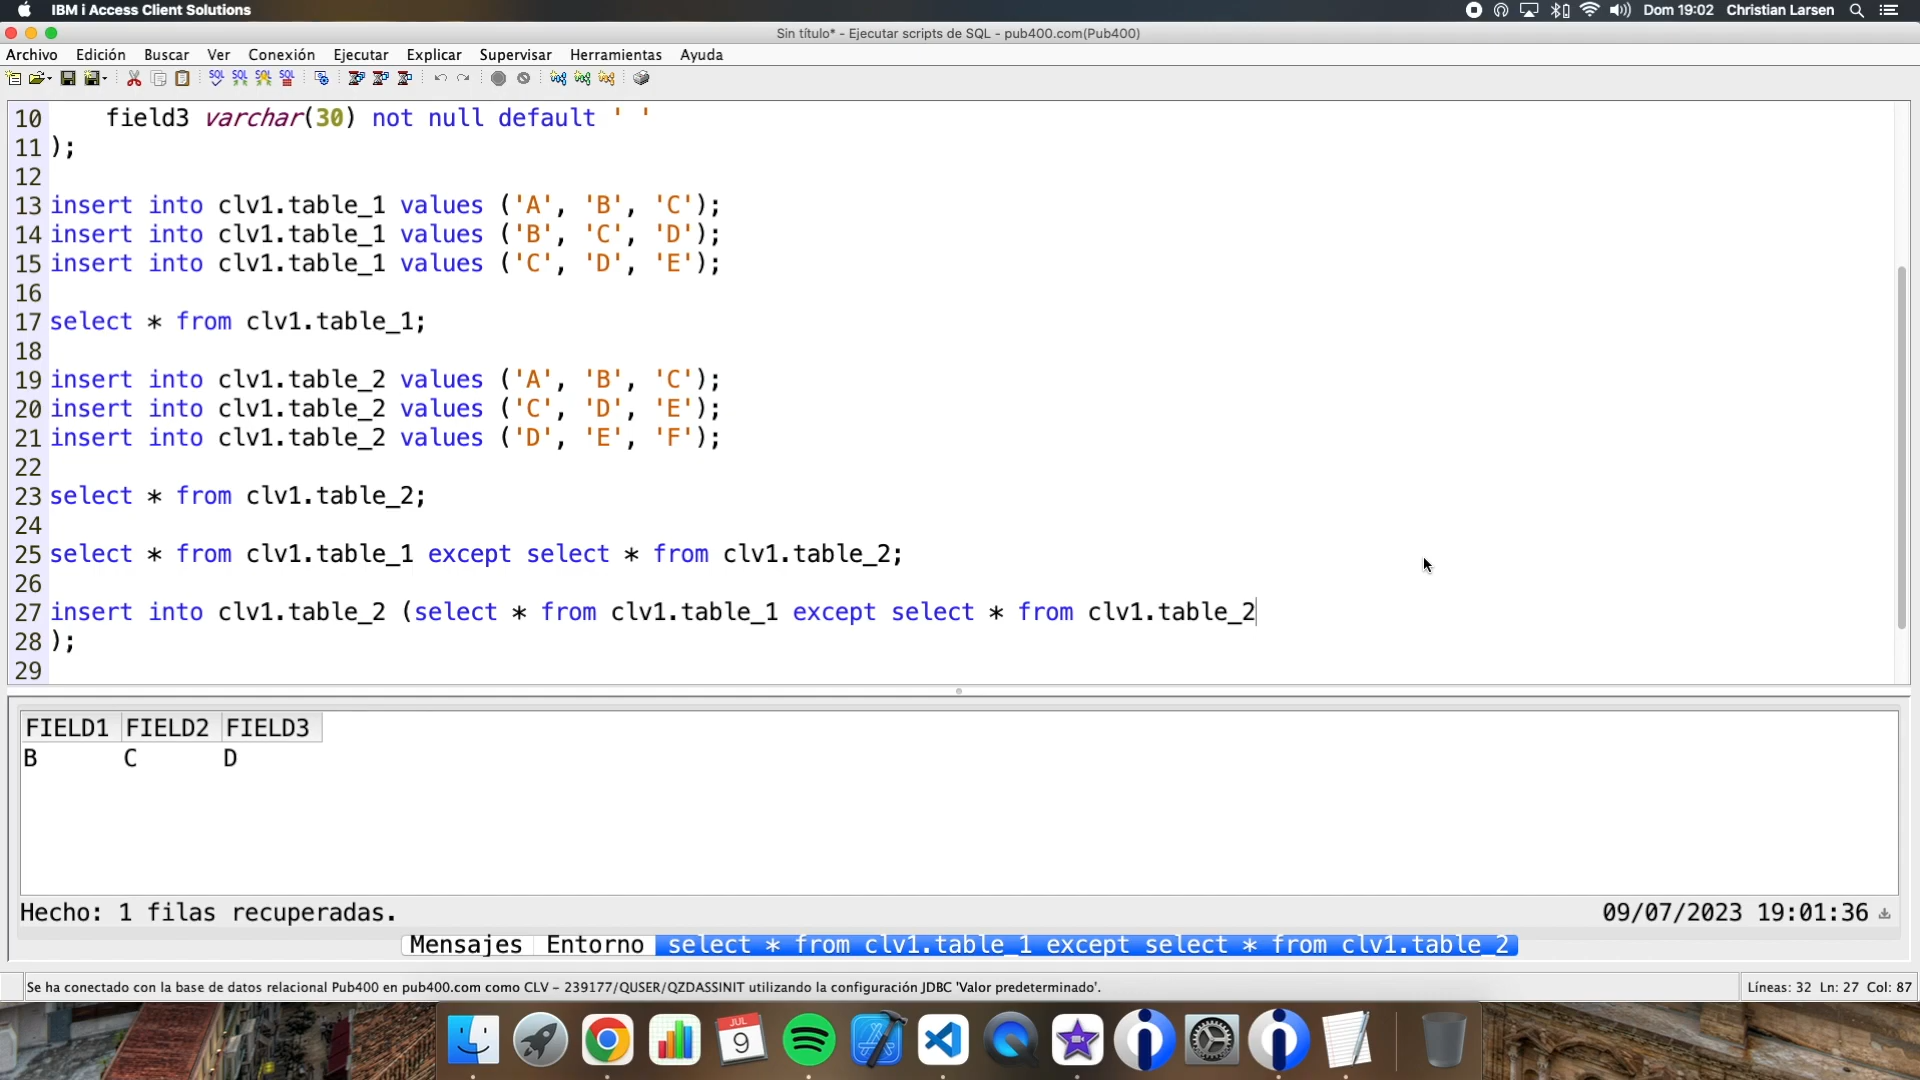 IBM i Access Client Solutions
Dom 19:02 Christian Larsen
Sin título* - Ejecutar scripts de SQL - pub400.com(Pub400)
Archivo Edición Buscar Ver Conexión Ejecutar Explicar Supervisar Herramientas Ayuda
SQL SQL SQL SQL
10 field3 varchar(30) not null default ' '
11 );
12
13 insert into clv1.table_1 values ('A', 'B', 'C');
14 insert into clv1.table_1 values ('B', 'C', 'D');
15 insert into clv1.table_1 values ('C', 'D', 'E');
16
17 select * from clv1.table_1;
18
19 insert into clv1.table_2 values ('A', 'B', 'C');
20 insert into clv1.table_2 values ('C', 'D', 'E');
21 insert into clv1.table_2 values ('D', 'E', 'F');
22
23 select * from clv1.table_2;
24
25 select * from clv1.table_1 except select * from clv1.table_2;
26
27 insert into clv1.table_2 (select * from clv1.table_1 except select * from clv1.table_2
28 );
29
FIELD1 FIELD2 FIELD3
B C D
Hecho: 1 filas recuperadas. 09/07/2023 19:01:36
Mensajes Entorno select * from clv1.table_1 except select * from clv1.table_2
Se ha conectado con la base de datos relacional Pub400 en pub400.com como CLV - 239177/QUSER/QZDASSINIT utilizando la configuración JDBC 'Valor predeterminado'. Líneas: 32 Ln: 27 Col: 87
JUL
9